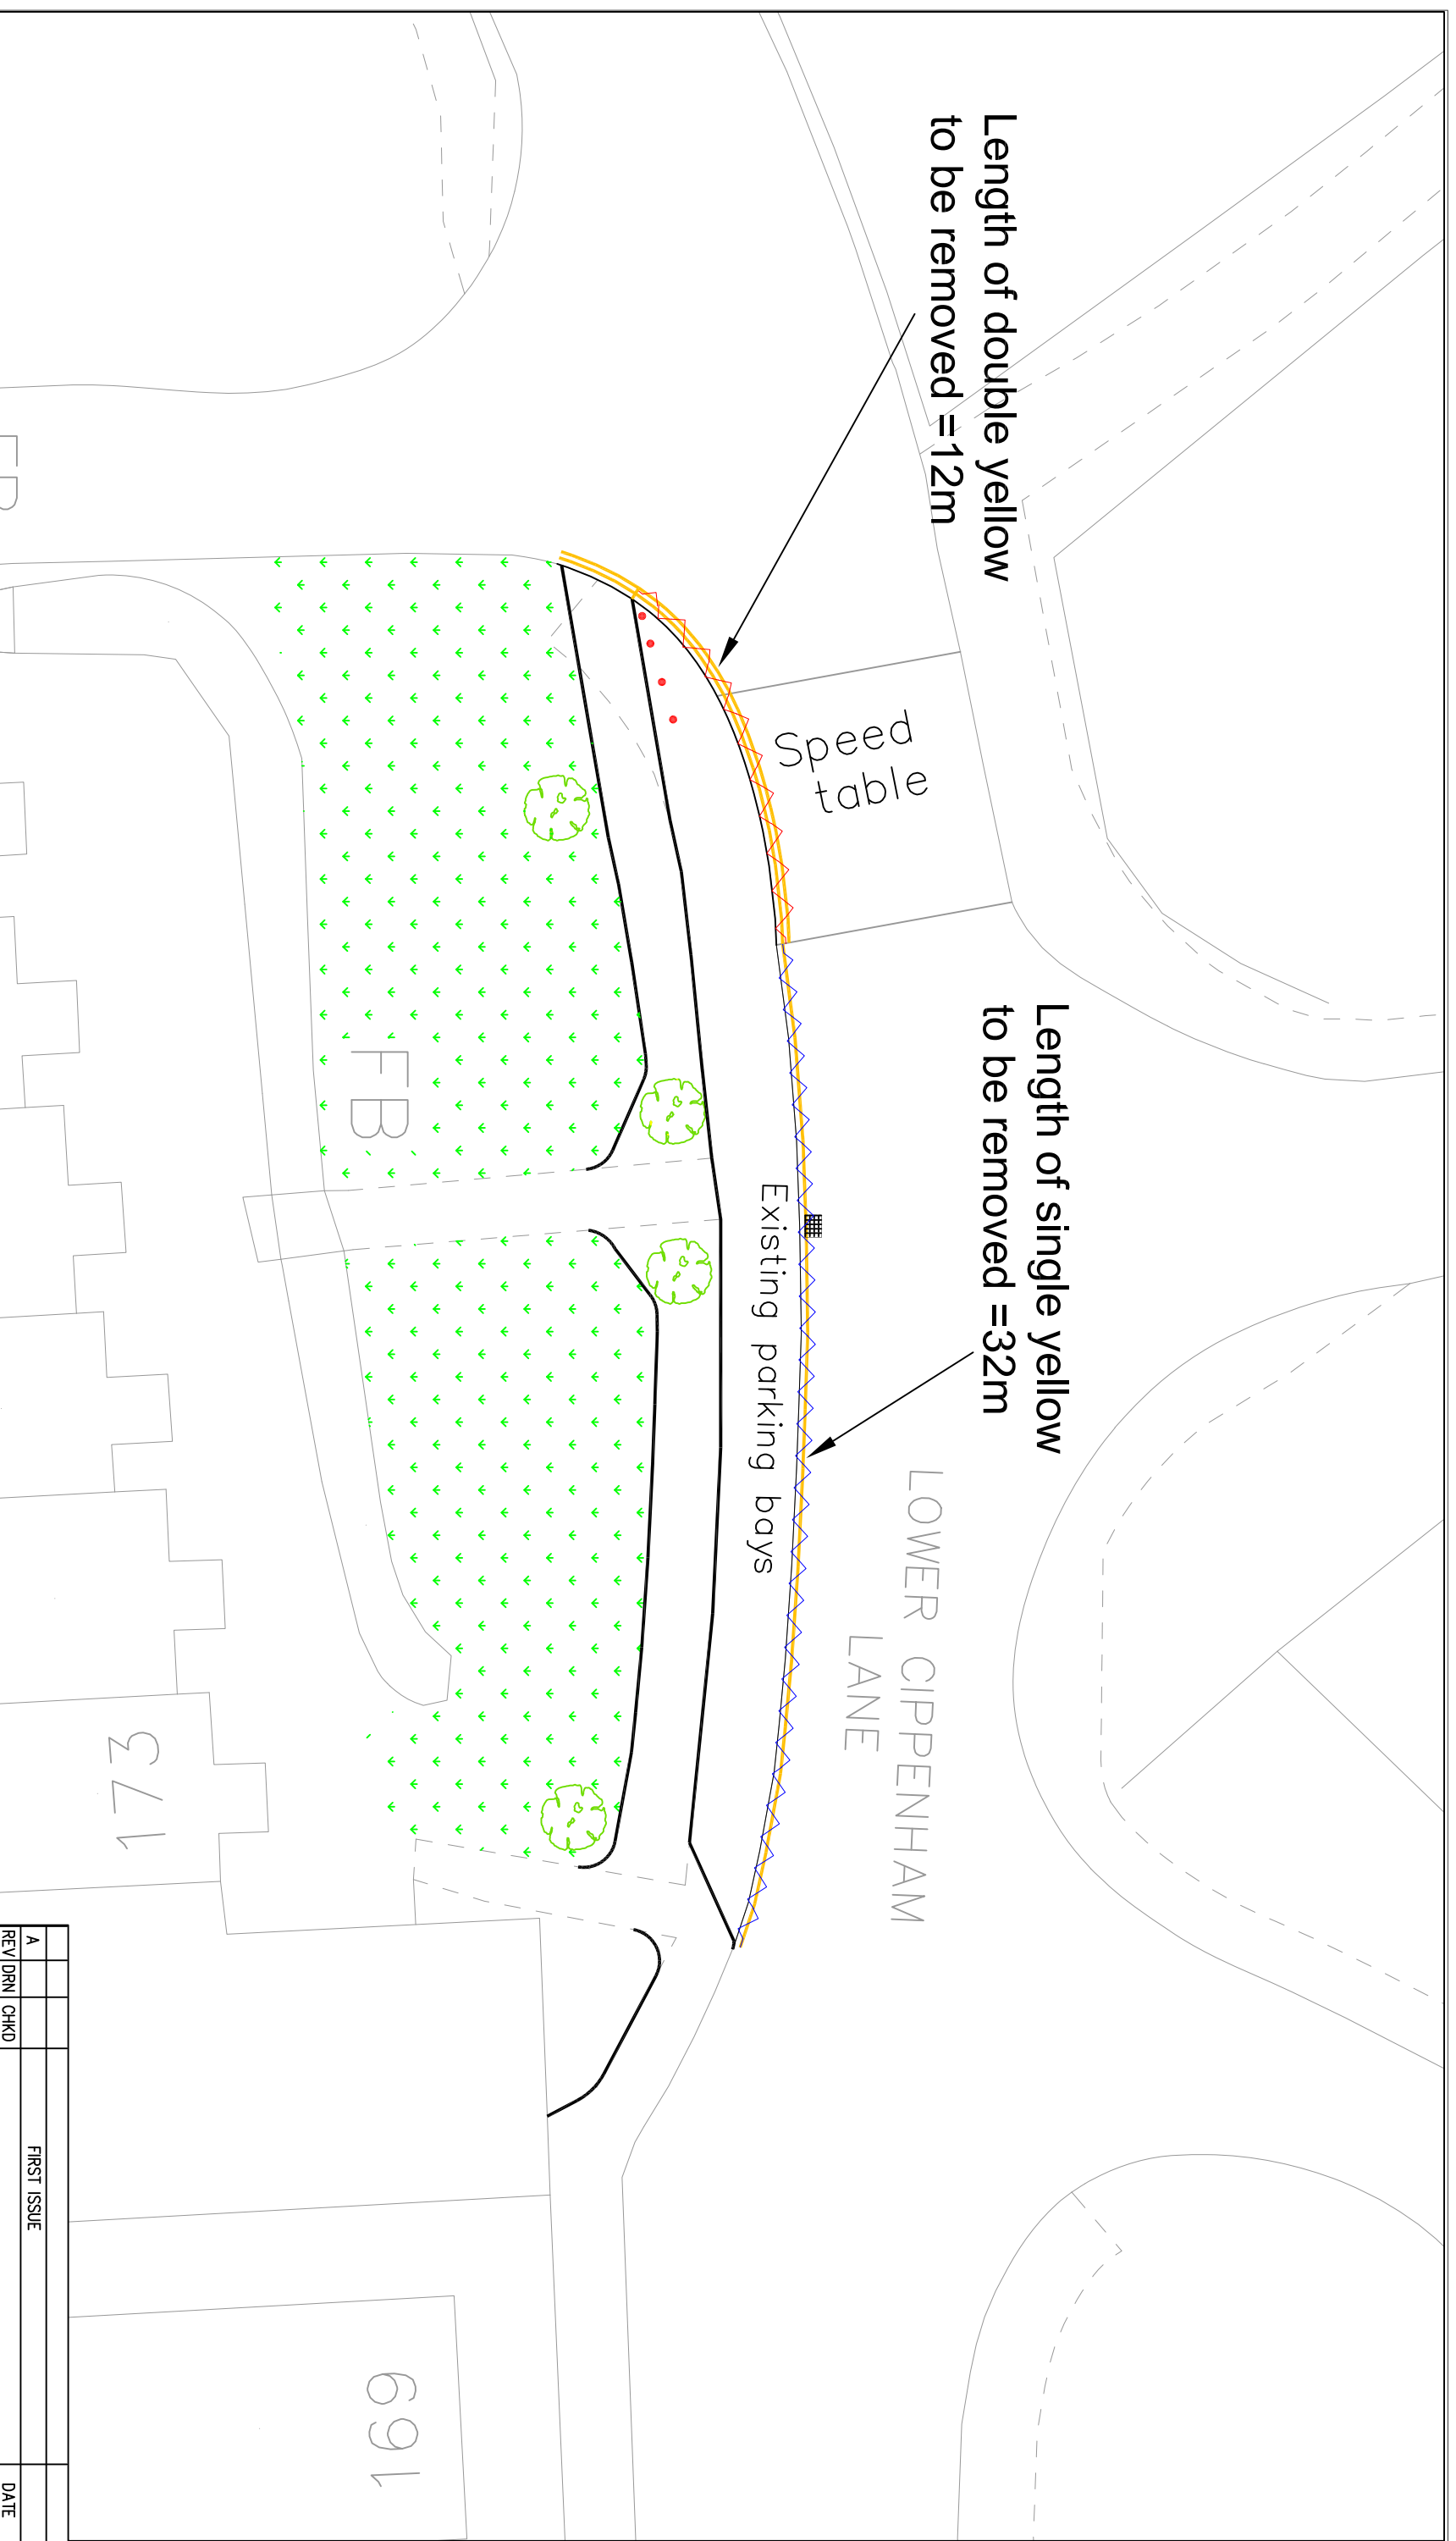 Length of double yellow
to be removed =12m
Speed
table
Length of single yellow
to be removed =32m
Existing parking bays
LOWER CIPPENHAM
LANE
FB
173
169
A
FIRST ISSUE
REV DRN CHKD
DATE